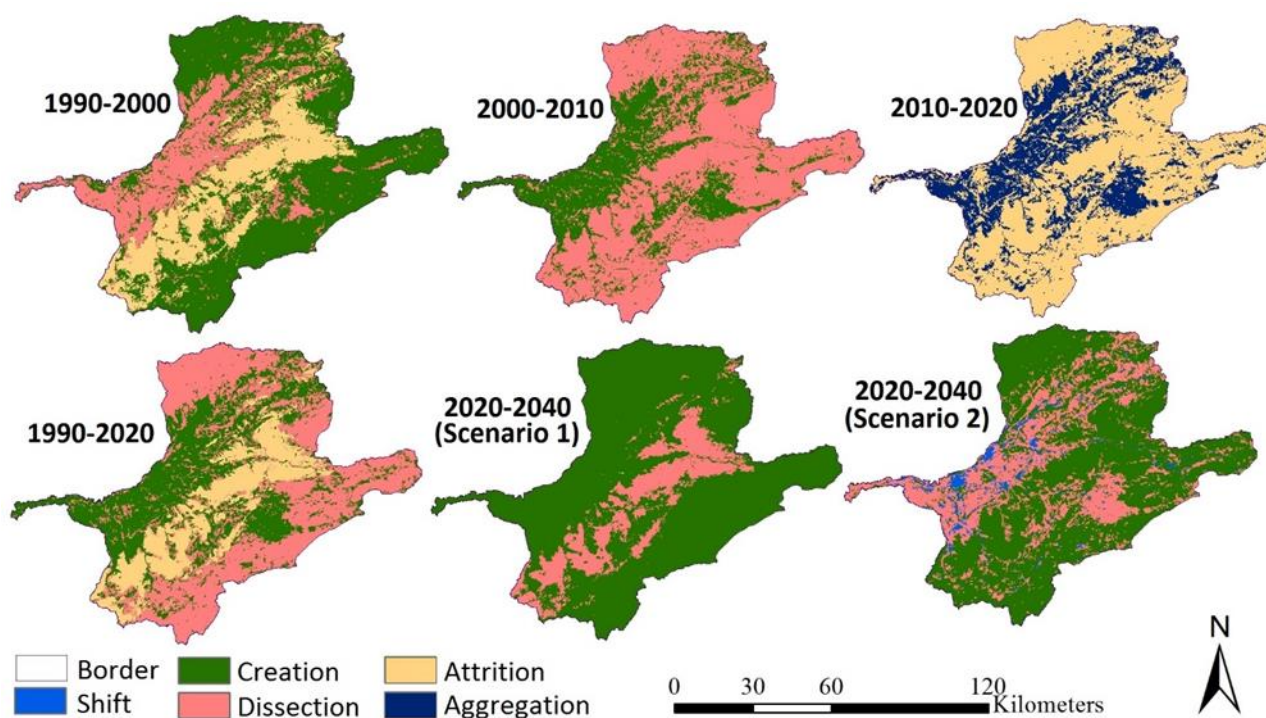 1990-2000
2000-2010
2010-2020
1990-2020
2020-2040
(Scenario 1)
2020-2040
(Scenario 2)
Border
Creation
Attrition
Shift
Dissection
Aggregation
0 30 60 120
Kilometers
N